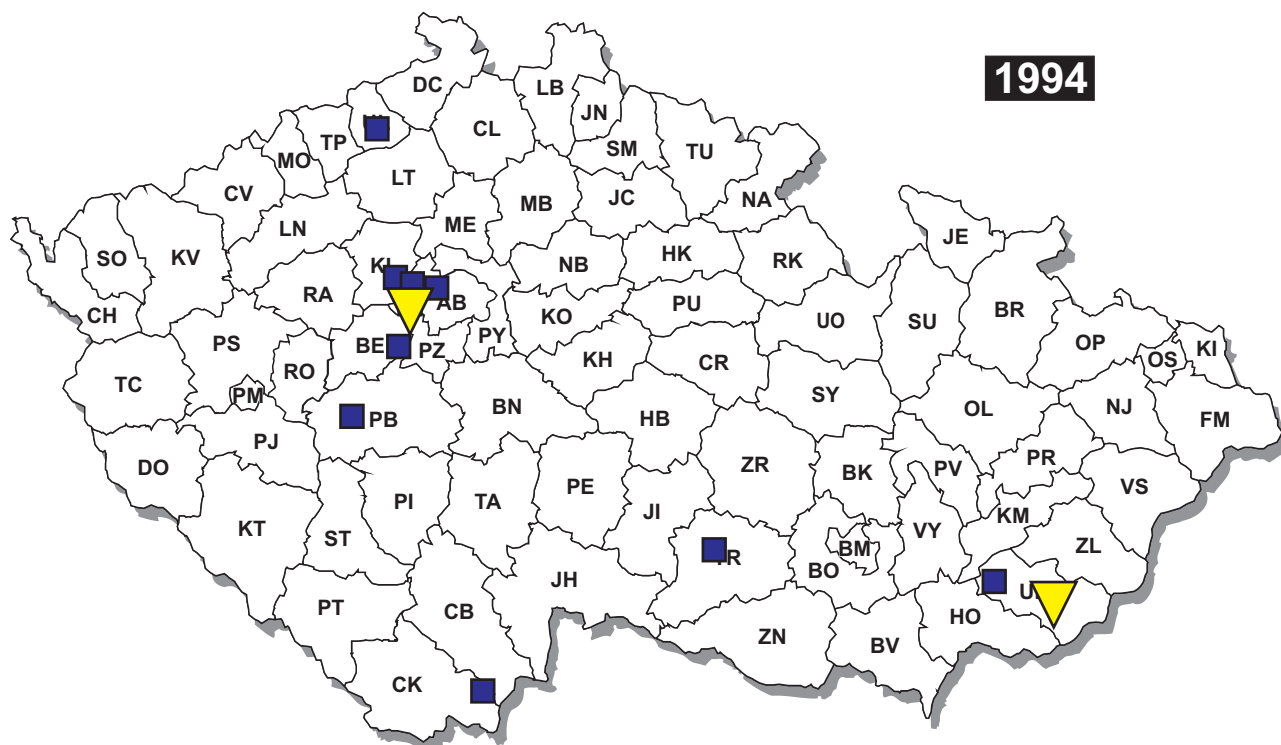 1994
DC
LB
JN
CL
TP
MO
SM
TU
CV
LT
MB
JC
NA
ME
LN
SO
KV
JE
HK
NB
RK
RA
AB
PU
KO
CH
UO
SU
BR
OP
PS
BE
PZ
PY
KH
CR
OS
KI
RO
TC
PM
PB
BN
HB
SY
OL
NJ
FM
PJ
DO
ZR
BK
PV
PR
VS
KT
ST
PI
TA
PE
JI
KM
VY
BM
BO
ZL
PT
CB
JH
HO
ZN
BV
CK